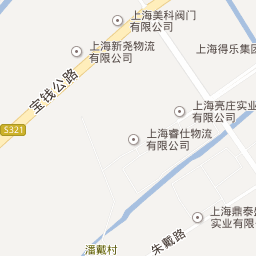 上海美科阀门
有限公司
上海新尧物流
有限公司
上海得乐集团
宝钱公路
上海亮庄实业
有限公司
S321
上海睿仕物流
有限公司
上海鼎泰
实业有限
朱戴路
潘戴村